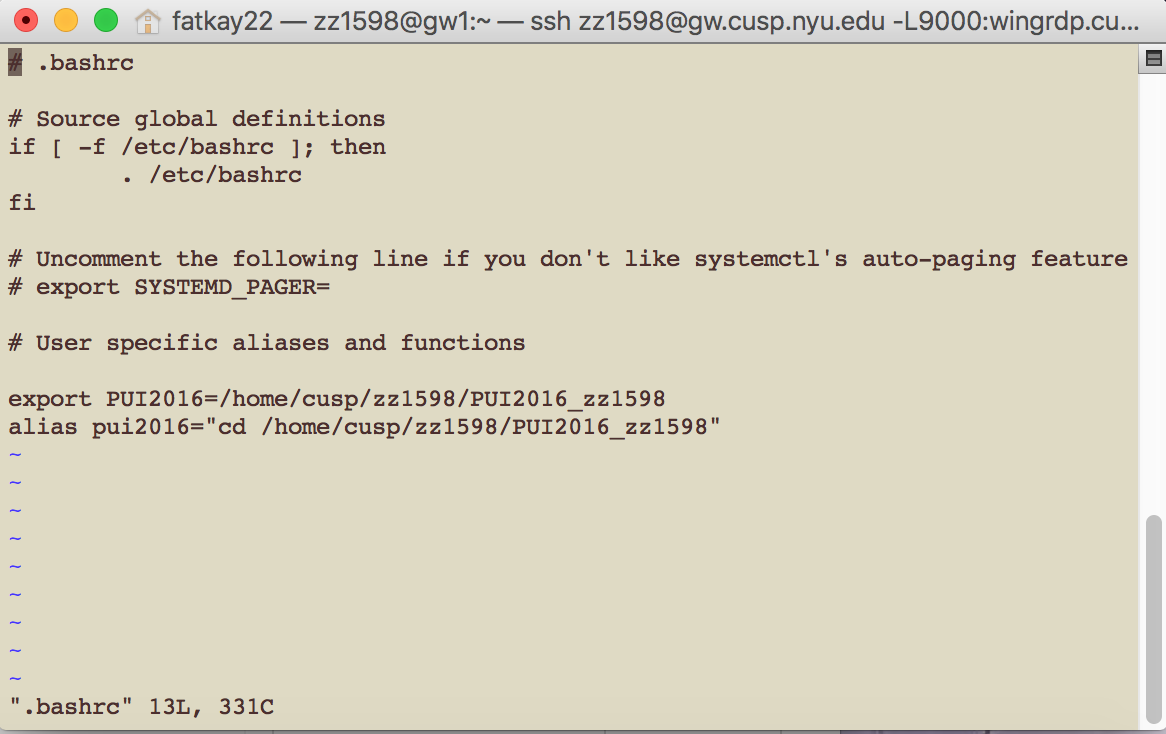 fatkay22 — zz1598@gw1:~ — ssh zz1598@gw.cusp.nyu.edu -L9000:wingrdp.cu...
# .bashrc
# Source global definitions
if [ -f /etc/bashrc ]; then
        . /etc/bashrc
fi
# Uncomment the following line if you don't like systemctl's auto-paging feature
# export SYSTEMD_PAGER=
# User specific aliases and functions
export PUI2016=/home/cusp/zz1598/PUI2016_zz1598
alias pui2016="cd /home/cusp/zz1598/PUI2016_zz1598"
~
~
~
~
~
~
~
~
~
".bashrc" 13L, 331C